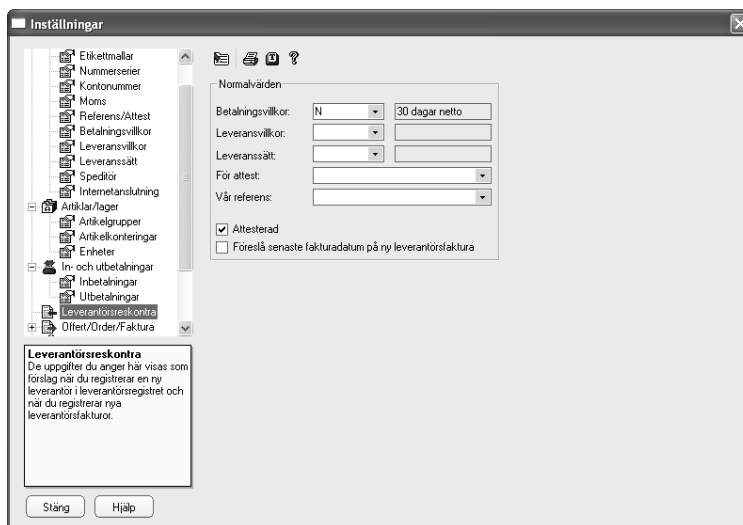 Inställningar
Etikettmallar
Nummerserier
Kontonummer
Moms
Referens/Attest
Betalningsvillkor
Leveransvillkor
Leveranssätt
Speditör
Internetanslutning
Artiklar/lager
Artikelgrupper
Artikelkonteringar
Enheter
In- och utbetalningar
Inbetalningar
Utbetalningar
Leverantörsreskontra
Offert/Order/Faktura
Leverantörsreskontra
De uppgifter du anger här visas som
förslag när du registrerar en ny
leverantör i leverantörsregistret och
när du registrerar nya
leverantörsfakturor.
Stäng
Hjälp
Normalvärden
Betalningsvillkor: N 30 dagar netto
Leveransvillkor:
Leveranssätt:
För attest:
Vår referens:
Attesterad
Föreslå senaste fakturadatum på ny leverantörsfaktura